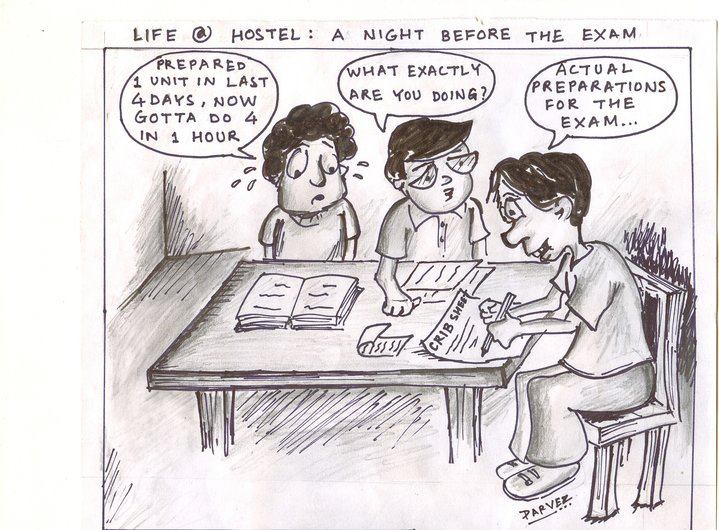 LIFE @ HOSTEL: A NIGHT BEFORE THE EXAM
PREPARED
1 UNIT IN LAST
4 DAYS, NOW
GOTTA DO 4
IN 1 HOUR
WHAT EXACTLY
ARE YOU DOING?
ACTUAL
PREPARATIONS
FOR THE
EXAM...
CRIB SHEET
PARVEZ